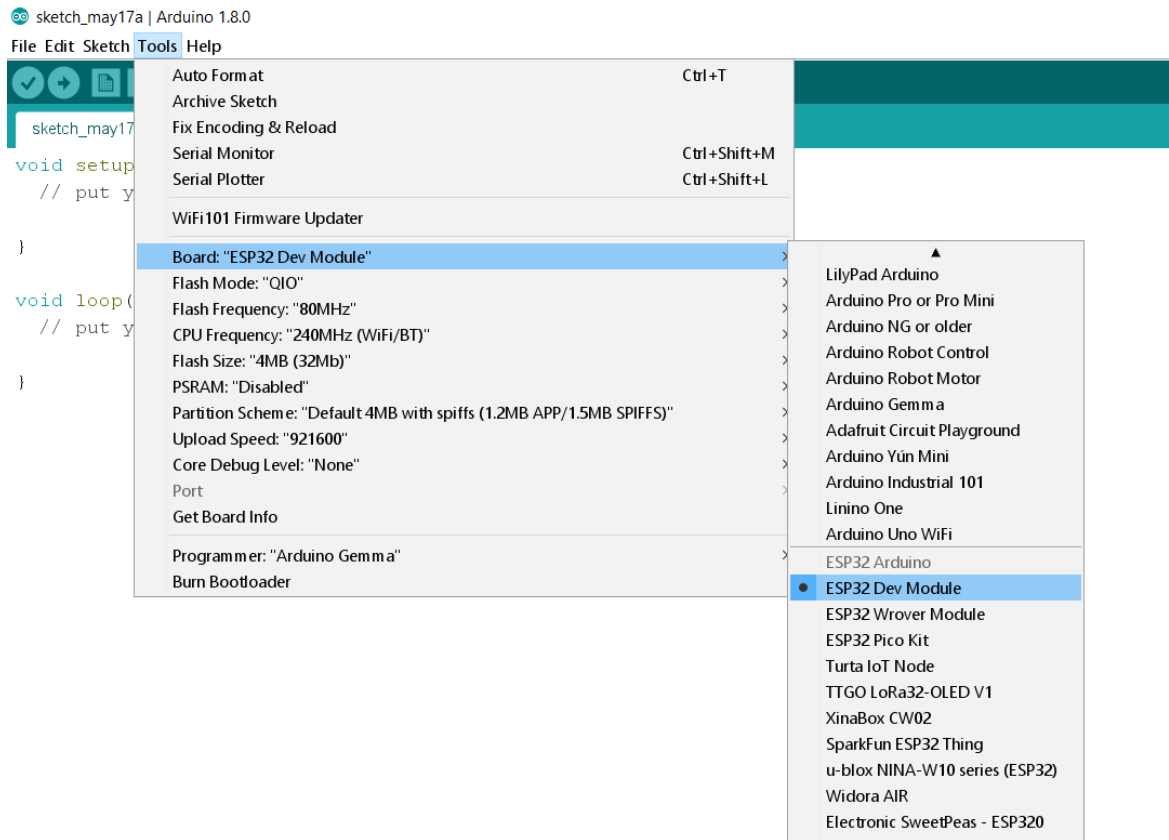 sketch_may17a | Arduino 1.8.0
File Edit Sketch Tools Help
sketch_may17
void setup
// put y
}
void loop(
// put y
}
Auto Format Ctrl+T
Archive Sketch
Fix Encoding & Reload
Serial Monitor Ctrl+Shift+M
Serial Plotter Ctrl+Shift+L
WiFi101 Firmware Updater
Board: "ESP32 Dev Module"
Flash Mode: "QIO"
Flash Frequency: "80MHz"
CPU Frequency: "240MHz (WiFi/BT)"
Flash Size: "4MB (32Mb)"
PSRAM: "Disabled"
Partition Scheme: "Default 4MB with spiffs (1.2MB APP/1.5MB SPIFFS)"
Upload Speed: "921600"
Core Debug Level: "None"
Port
Get Board Info
Programmer: "Arduino Gemma"
Burn Bootloader
LilyPad Arduino
Arduino Pro or Pro Mini
Arduino NG or older
Arduino Robot Control
Arduino Robot Motor
Arduino Gemma
Adafruit Circuit Playground
Arduino Yún Mini
Arduino Industrial 101
Linino One
Arduino Uno WiFi
ESP32 Arduino
ESP32 Dev Module
ESP32 Wrover Module
ESP32 Pico Kit
Turta IoT Node
TTGO LoRa32-OLED V1
XinaBox CW02
SparkFun ESP32 Thing
u-blox NINA-W10 series (ESP32)
Widora AIR
Electronic SweetPeas - ESP320